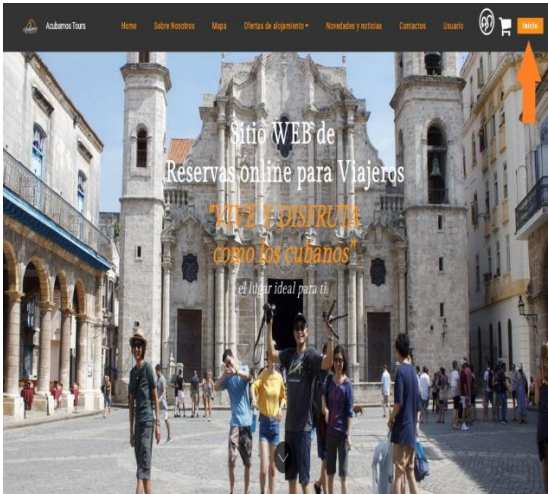 Acubamos Tours
Home
Sobre Nosotros
Mapa
Ofertas de alojamiento
Novedades y noticias
Contactos
Usuario
Inicio
Sitio WEB de
Reservas online para Viajeros
"VIVE Y DISFRUTA
como los cubanos"
el lugar ideal para ti.